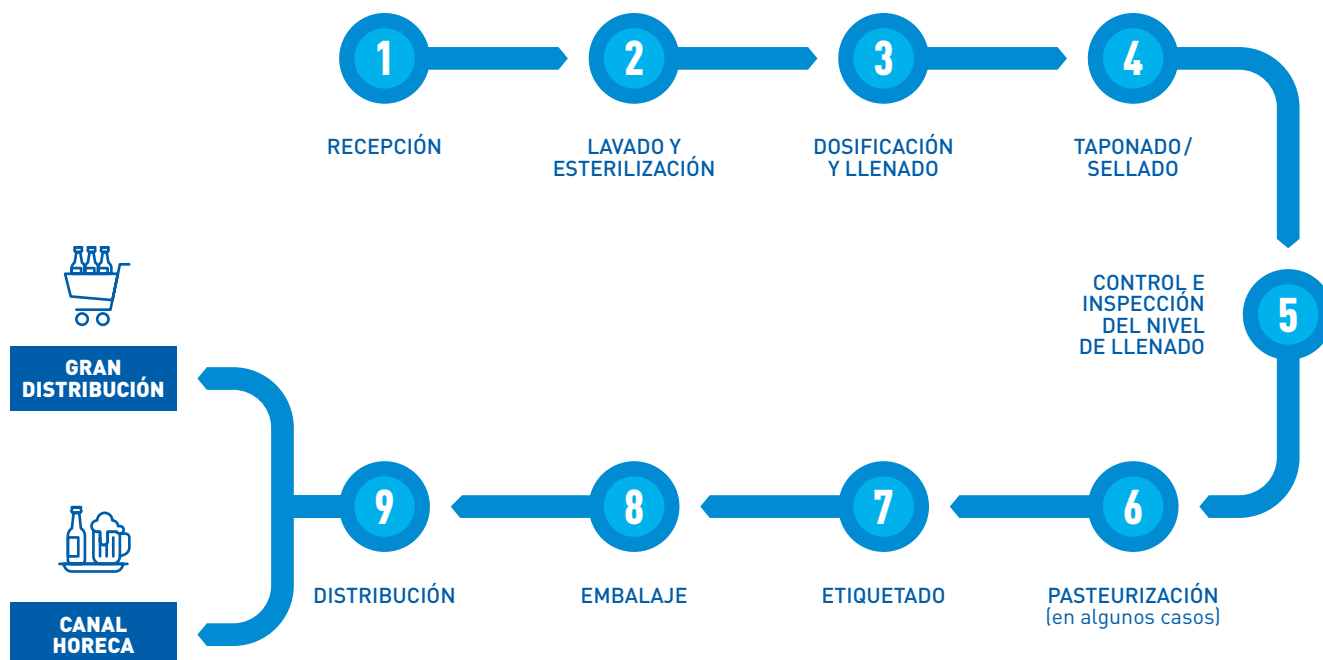 1
2
3
4
RECEPCIÓN
LAVADO Y
ESTERILIZACIÓN
DOSIFICACIÓN
Y LLENADO
TAPONADO/
SELLADO
CONTROL E
INSPECCIÓN
DEL NIVEL
DE LLENADO
5
GRAN
DISTRIBUCIÓN
9
8
7
6
DISTRIBUCIÓN
EMBALAJE
ETIQUETADO
PASTEURIZACIÓN
(en algunos casos)
CANAL
HORECA